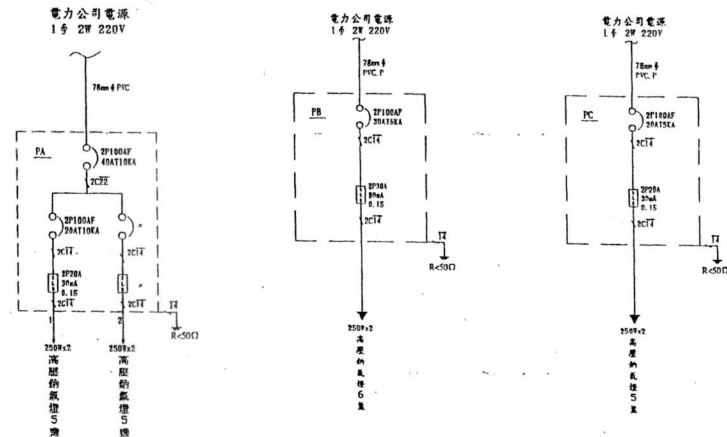 電力公司電源
1φ 2W 220V
78mmφ PVC
PA
2P100AF
40AT10KA
2C22
2P100AF
20AT10KA
〃
2C14
2C14
2P20A
30mA
0.1S
ELB
〃
2C14
2C14
14
R<50Ω
1
2
250W×2
高壓鈉氣燈5盞
250W×2
高壓鈉氣燈5盞
電力公司電源
1φ 2W 220V
78mmφ
PVC.P
PB
2P100AF
30AT5KA
2C14
2P30A
30mA
0.1S
2C14
14
R<50Ω
250W×2
高壓鈉氣燈6盞
電力公司電源
1φ 2W 220V
78mmφ
PVC.P
PC
2P100AF
20AT5KA
2C14
2P20A
30mA
0.1S
2C14
14
R<50Ω
250W×2
高壓鈉氣燈5盞